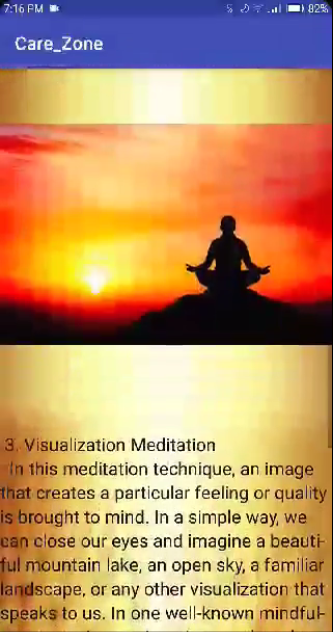 7:16 PM 82%
Care_Zone
3. Visualization Meditation
In this meditation technique, an image
that creates a particular feeling or quality
is brought to mind. In a simple way, we
can close our eyes and imagine a beauti-
ful mountain lake, an open sky, a familiar
landscape, or any other visualization that
speaks to us. In one well-known mindful-